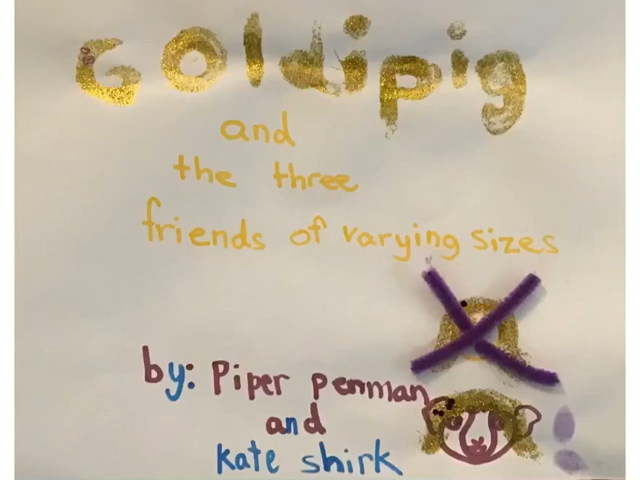 Goldipig
and
the three
friends of varying sizes
by: Piper Penman
and
Kate shirk